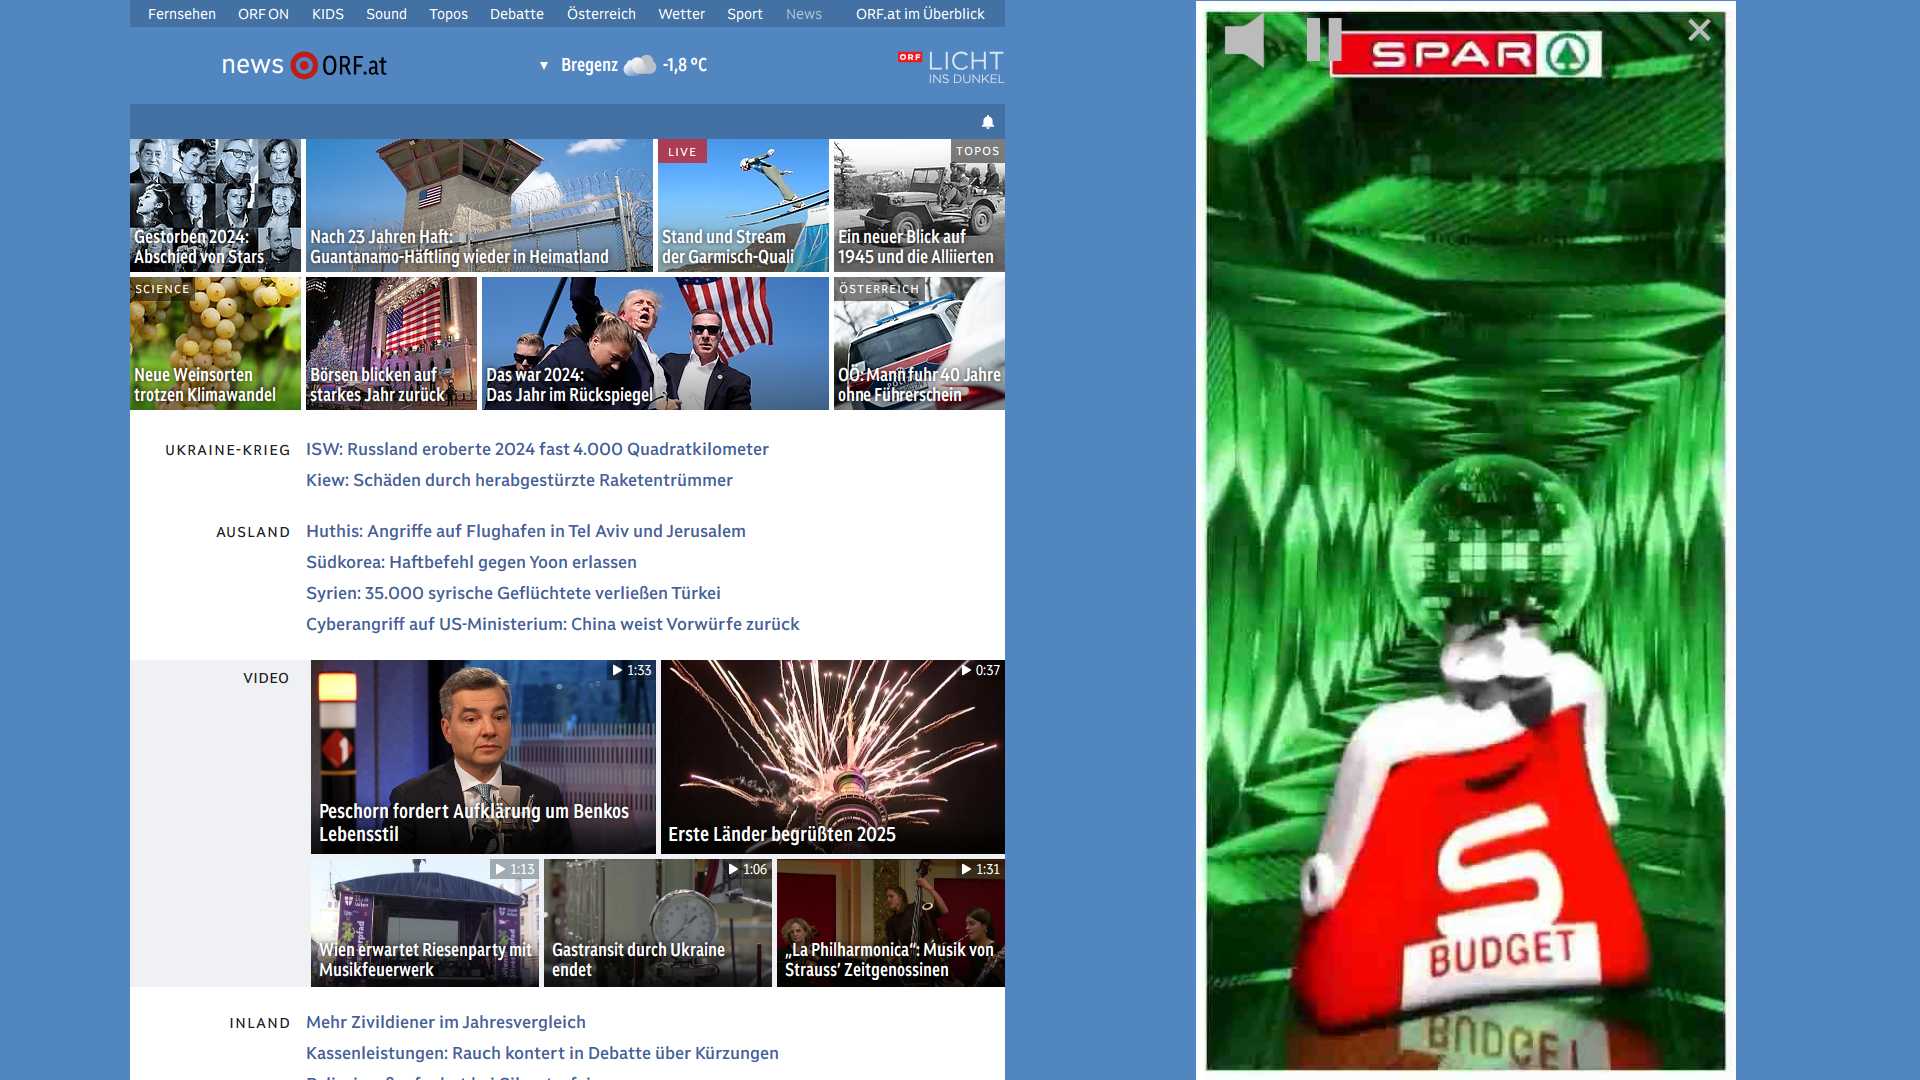 Fernsehen ORF ON KIDS Sound Topos Debatte Österreich Wetter Sport News ORF.at im Überblick
news ORF.at
Bregenz -1,8 °C
ORF LICHT
INS DUNKEL
Gestorben 2024:
Abschied von Stars
Nach 23 Jahren Haft:
Guantanamo-Häftling wieder in Heimatland
LIVE
Stand und Stream
der Garmisch-Quali
TOPOS
Ein neuer Blick auf
1945 und die Alliierten
SCIENCE
Neue Weinsorten
trotzen Klimawandel
Börsen blicken auf
starkes Jahr zurück
Das war 2024:
Das Jahr im Rückspiegel
ÖSTERREICH
OÖ: Mann fuhr 40 Jahre
ohne Führerschein
UKRAINE-KRIEG
ISW: Russland eroberte 2024 fast 4.000 Quadratkilometer
Kiew: Schäden durch herabgestürzte Raketentrümmer
AUSLAND
Huthis: Angriffe auf Flughafen in Tel Aviv und Jerusalem
Südkorea: Haftbefehl gegen Yoon erlassen
Syrien: 35.000 syrische Geflüchtete verließen Türkei
Cyberangriff auf US-Ministerium: China weist Vorwürfe zurück
VIDEO
1:33
Peschorn fordert Aufklärung um Benkos
Lebensstil
0:37
Erste Länder begrüßten 2025
1:13
Wien erwartet Riesenparty mit
Musikfeuerwerk
1:06
Gastransit durch Ukraine
endet
1:31
„La Philharmonica“: Musik von
Strauss’ Zeitgenossinen
INLAND
Mehr Zivildiener im Jahresvergleich
Kassenleistungen: Rauch kontert in Debatte über Kürzungen
SPAR
S
BUDGET